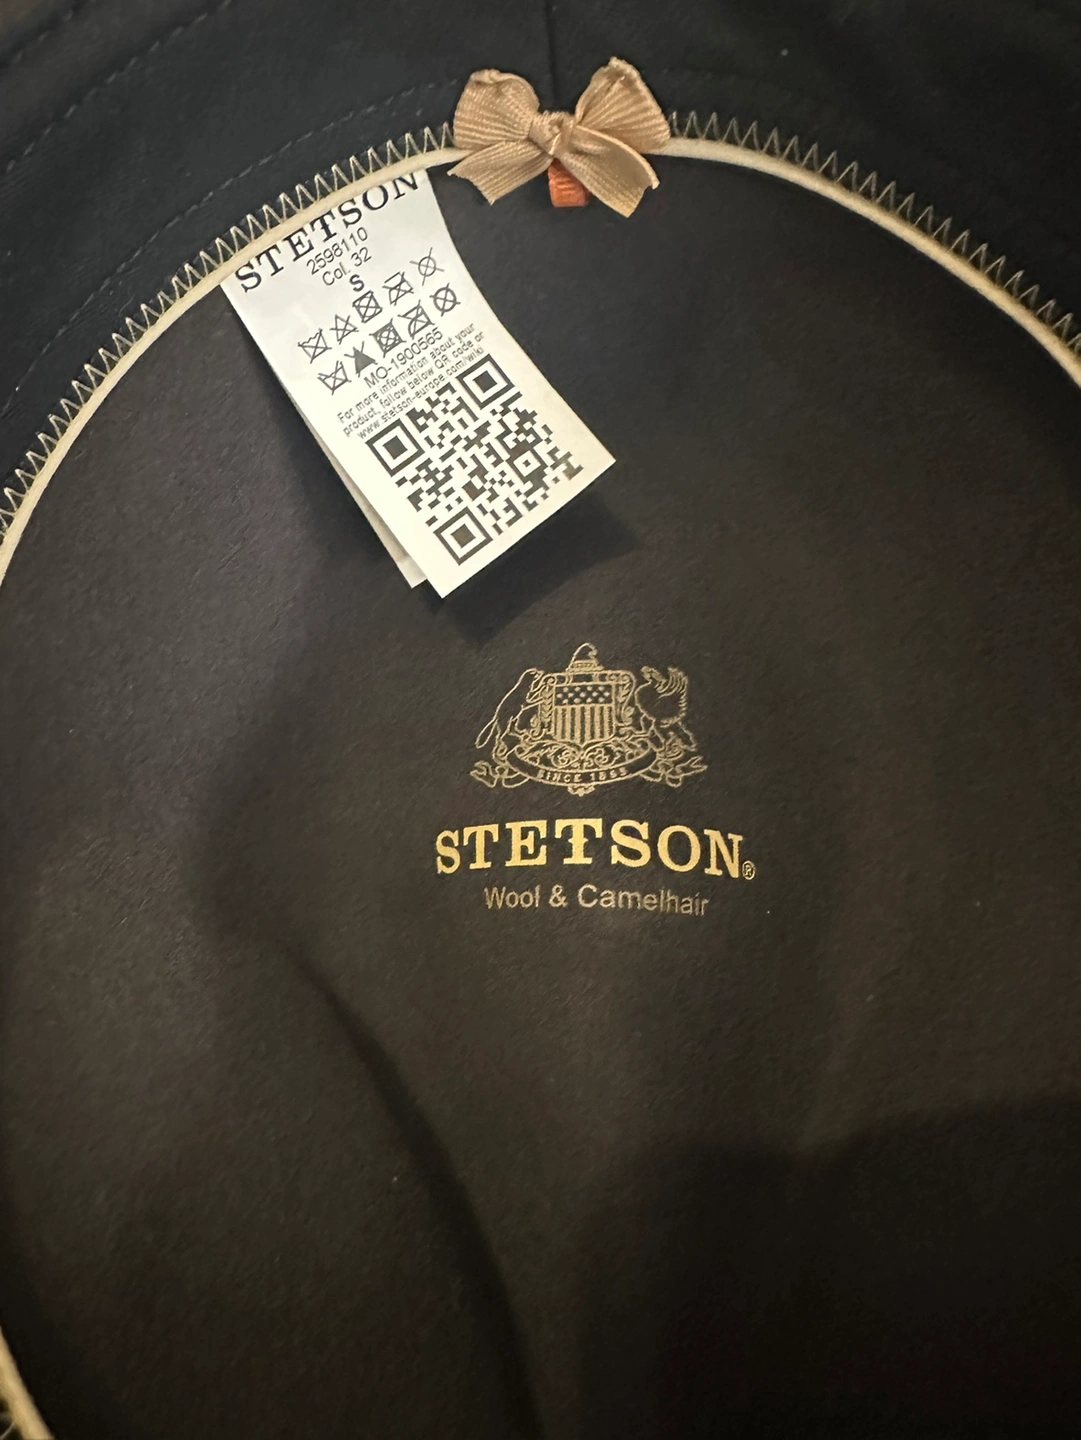 STETSON
2598110
Col. 32
S
MO-1900565
For more information about your
product, follow below QR code or
www.stetson-europe.com/wiki
SINCE 1865
STETSON®
Wool & Camelhair